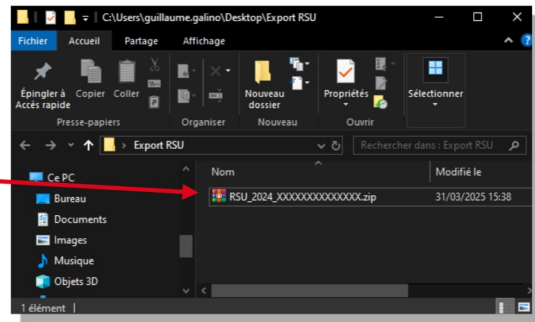 C:\Users\guillaume.galino\Desktop\Export RSU
Fichier Accueil Partage Affichage
Épingler à Accès rapide
Copier
Coller
Nouveau dossier
Propriétés
Sélectionner
Presse-papiers Organiser Nouveau Ouvrir
Export RSU
Rechercher dans : Export RSU
Nom Modifié le
Ce PC
RSU_2024_XXXXXXXXXXXXXX.zip 31/03/2025 15:38
Bureau
Documents
Images
Musique
Objets 3D
1 élément